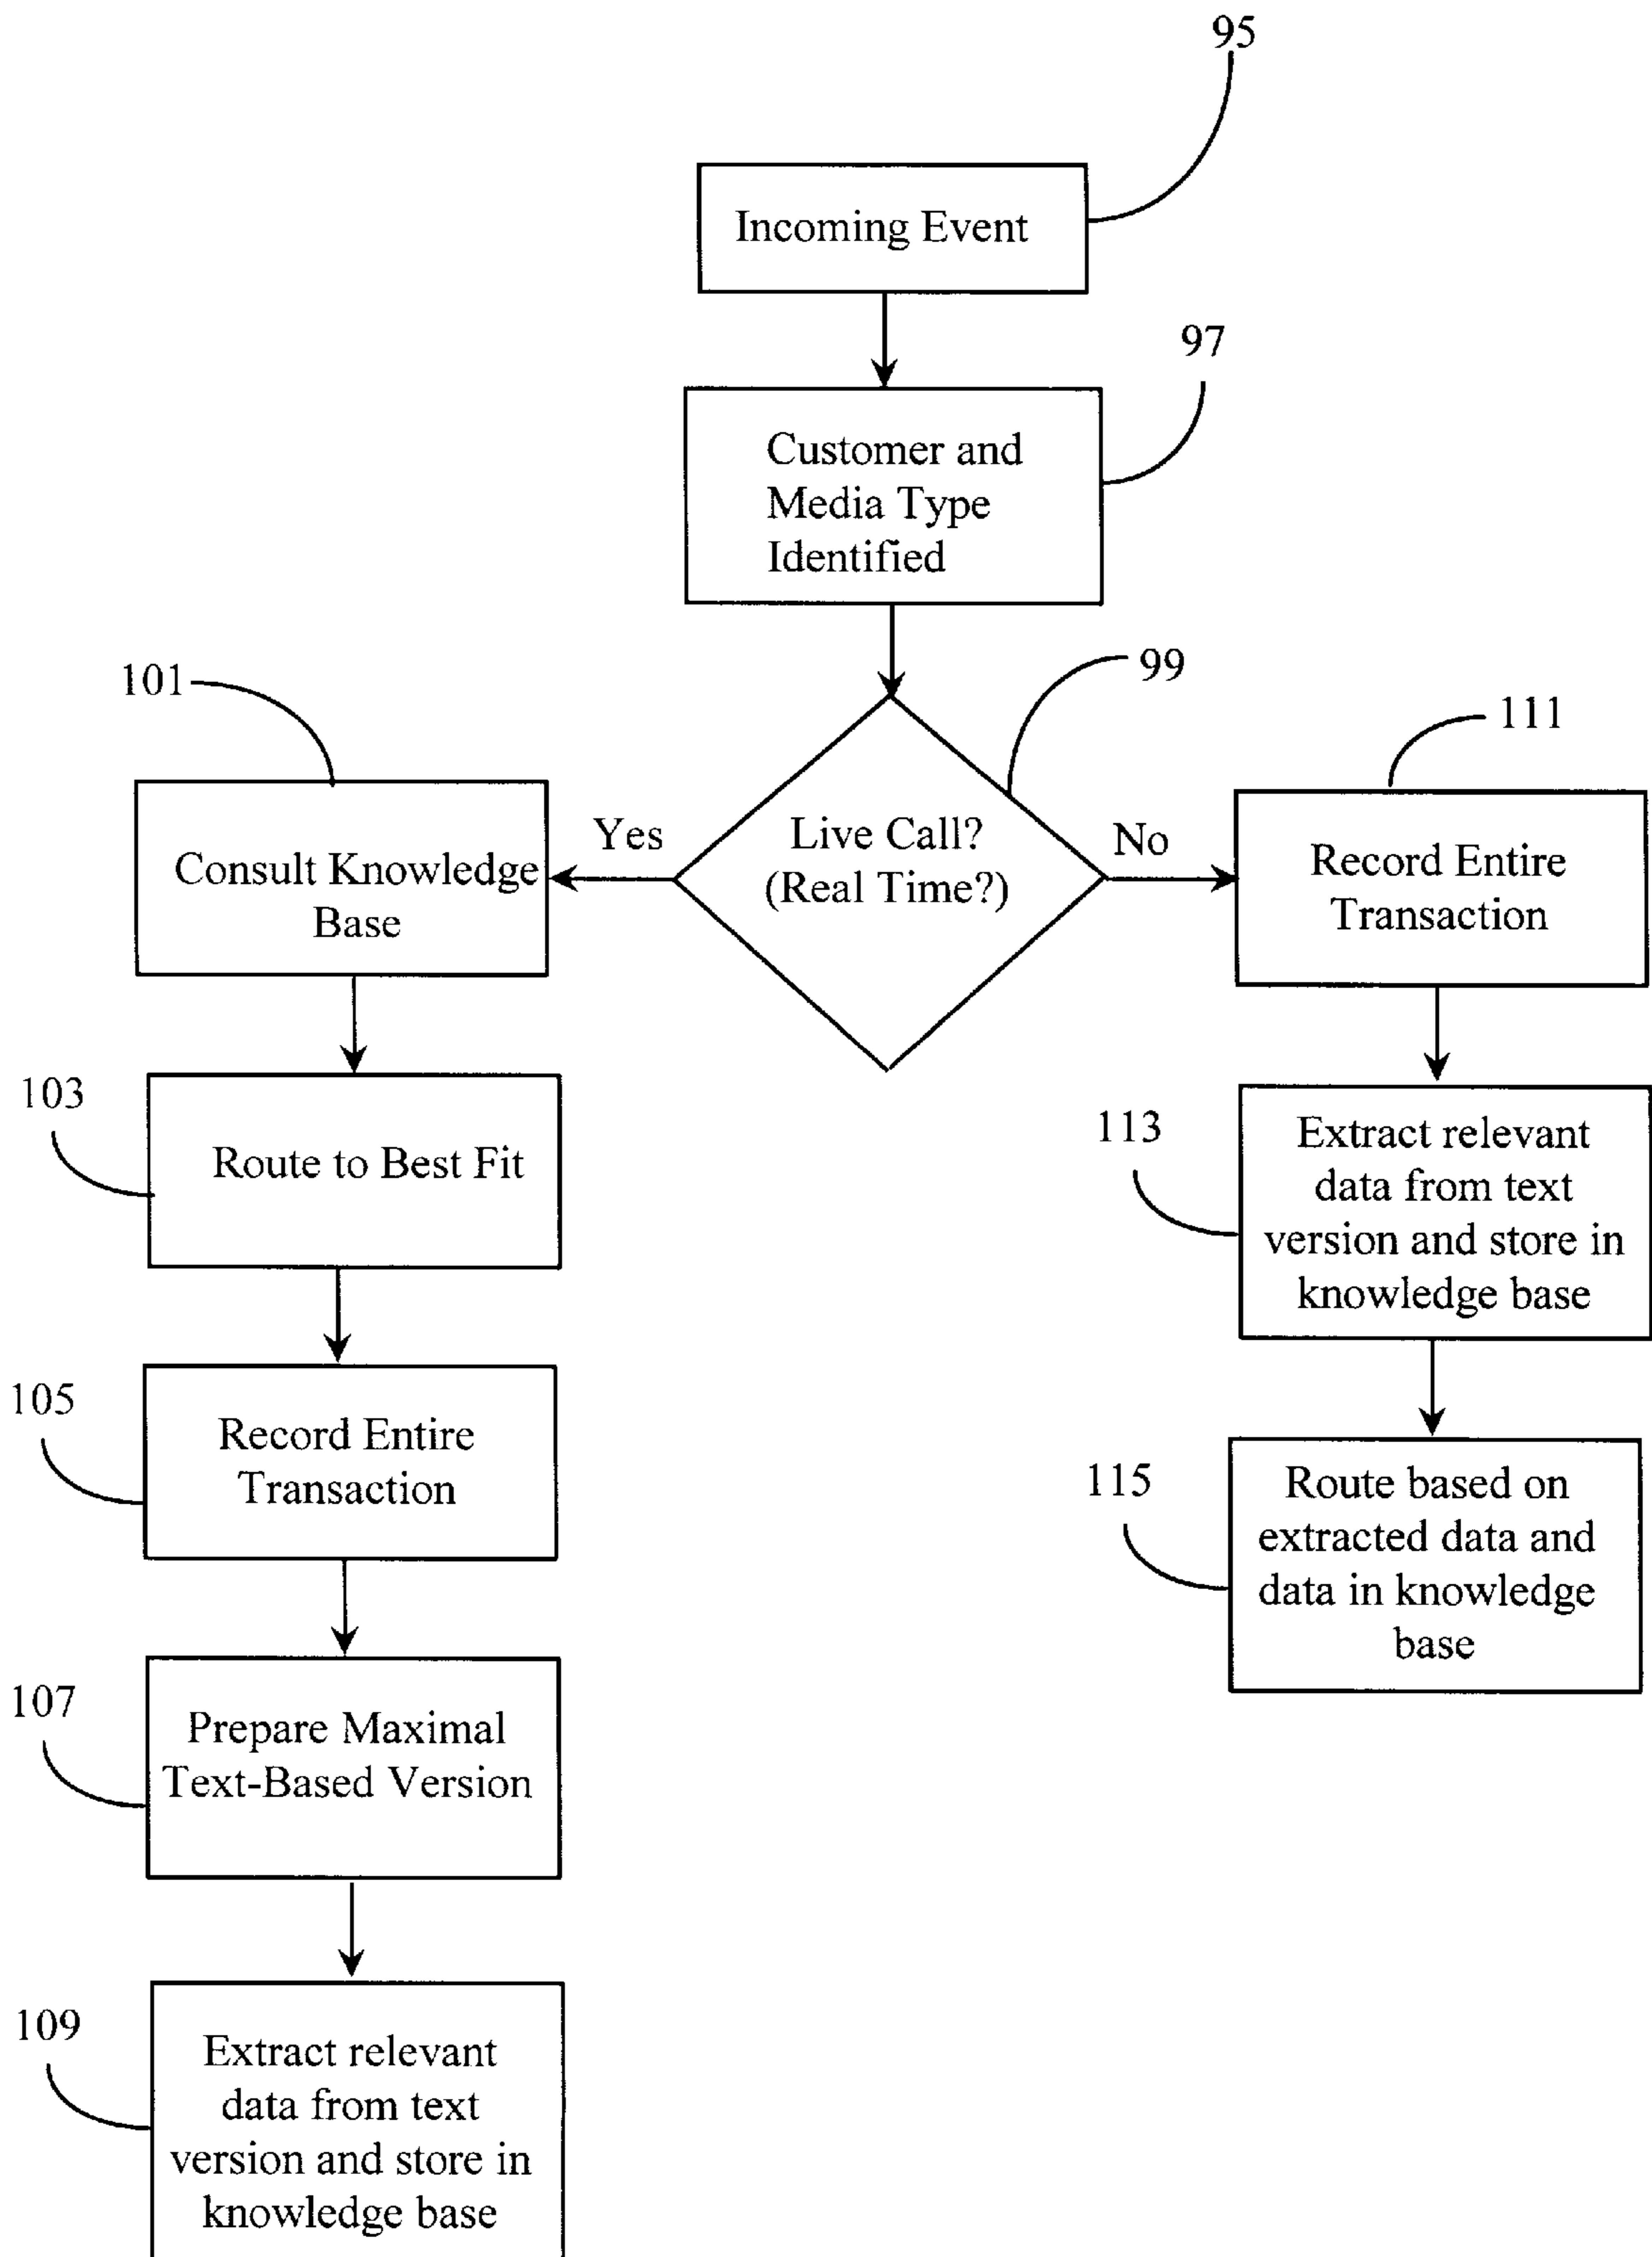 95
Incoming Event
97
Customer and
Media Type
Identified
99
101
111
Yes
Live Call?
(Real Time?)
No
Consult Knowledge
Base
Record Entire
Transaction
103
Route to Best Fit
113
Extract relevant
data from text
version and store in
knowledge base
105
Record Entire
Transaction
115
Route based on
extracted data and
data in knowledge
base
107
Prepare Maximal
Text-Based Version
109
Extract relevant
data from text
version and store in
knowledge base